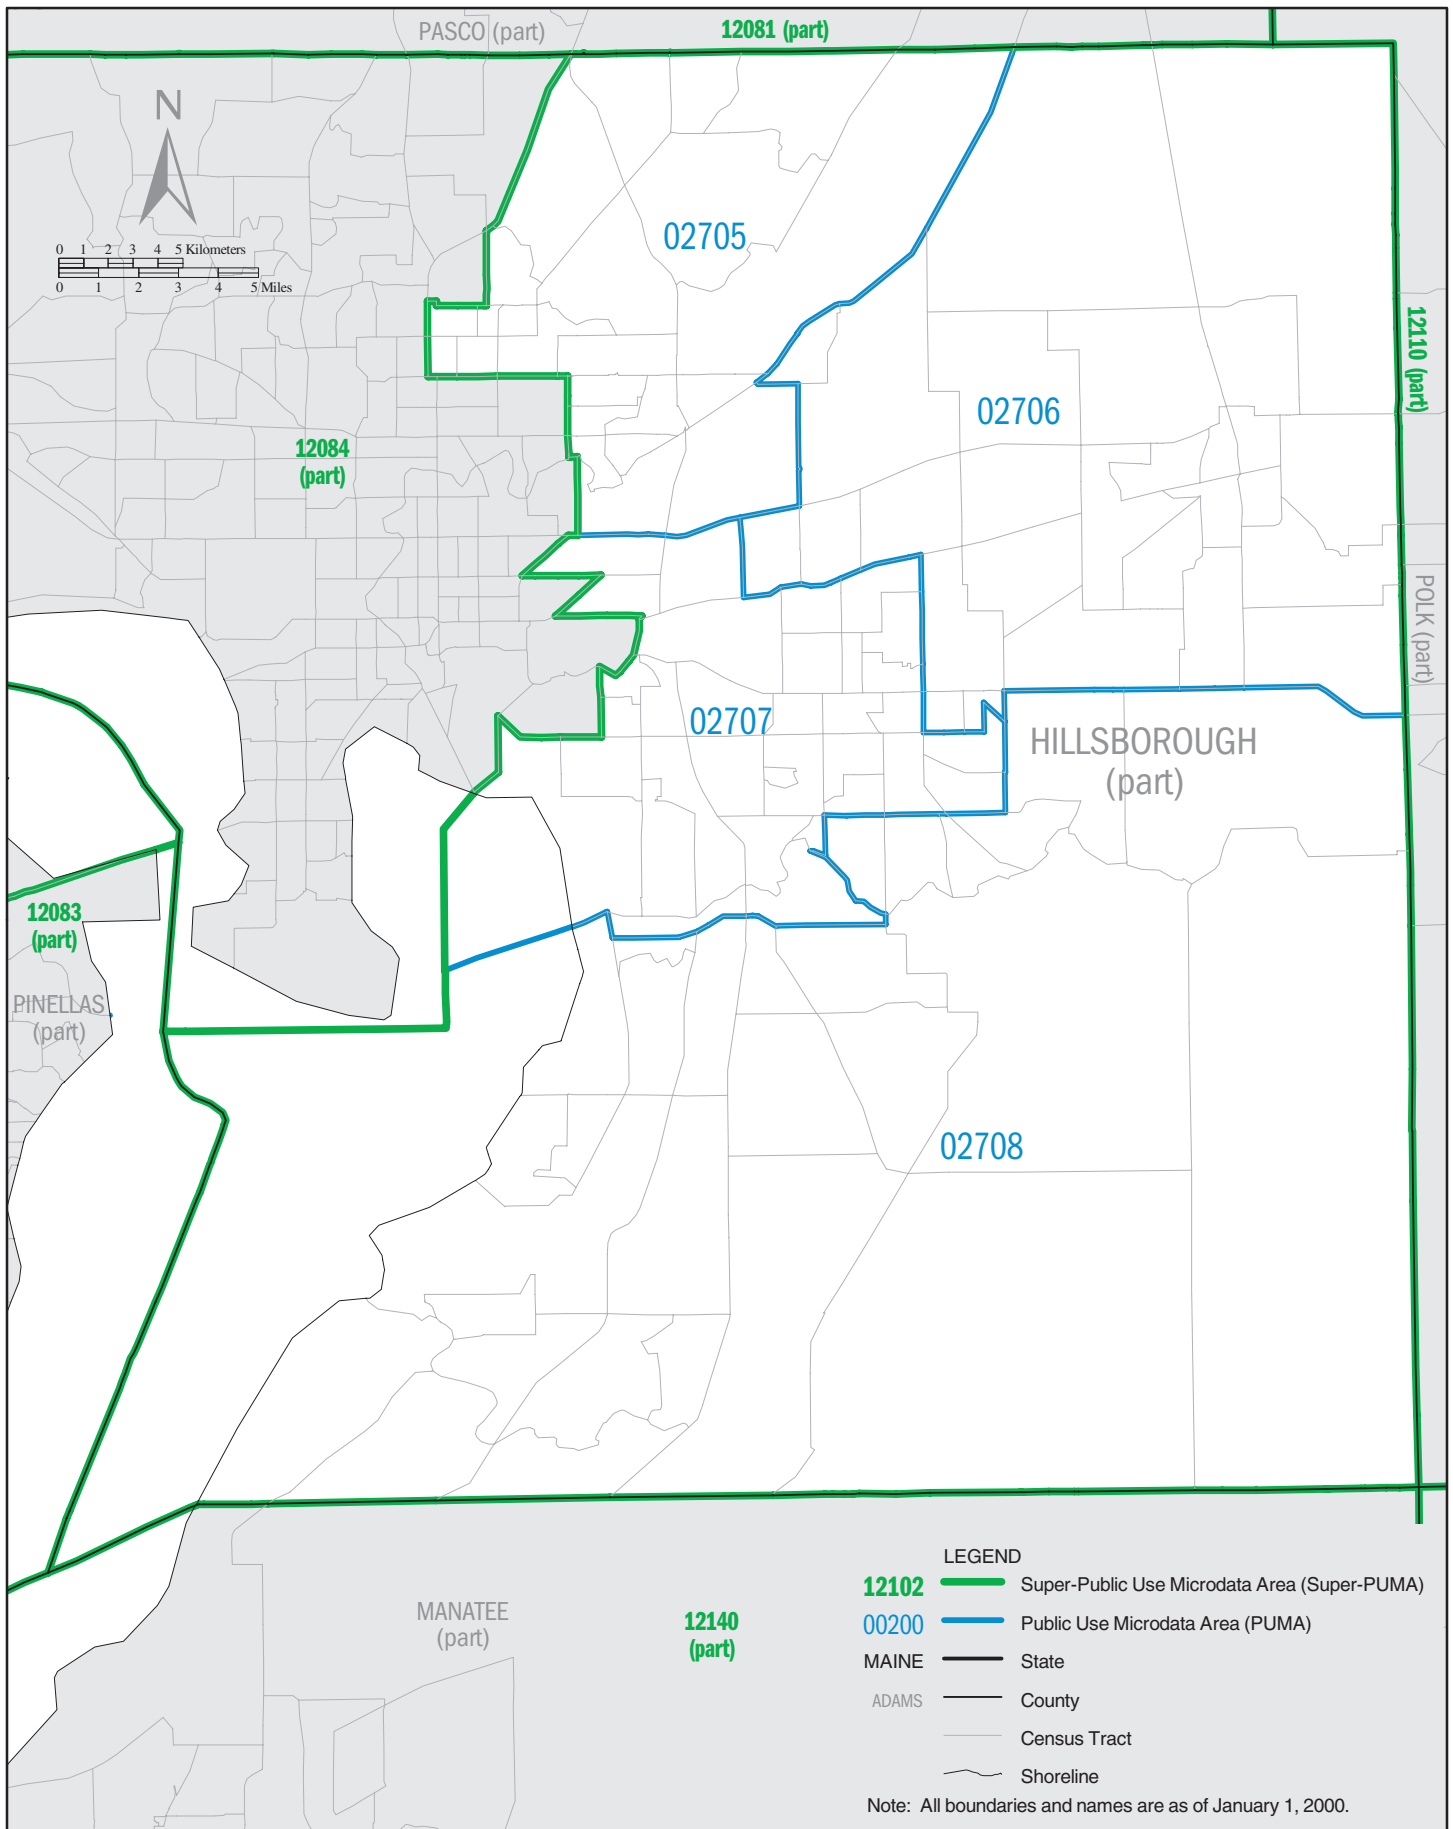 PASCO (part)
12081 (part)
N
0 1 2 3 4 5 Kilometers
0 1 2 3 4 5 Miles
02705
12110 (part)
02706
12084
(part)
POLK (part)
02707
HILLSBOROUGH
(part)
12083
(part)
PINELLAS
(part)
02708
MANATEE
(part)
12140
(part)
LEGEND
12102 Super-Public Use Microdata Area (Super-PUMA)
00200 Public Use Microdata Area (PUMA)
MAINE State
ADAMS County
Census Tract
Shoreline
Note: All boundaries and names are as of January 1, 2000.